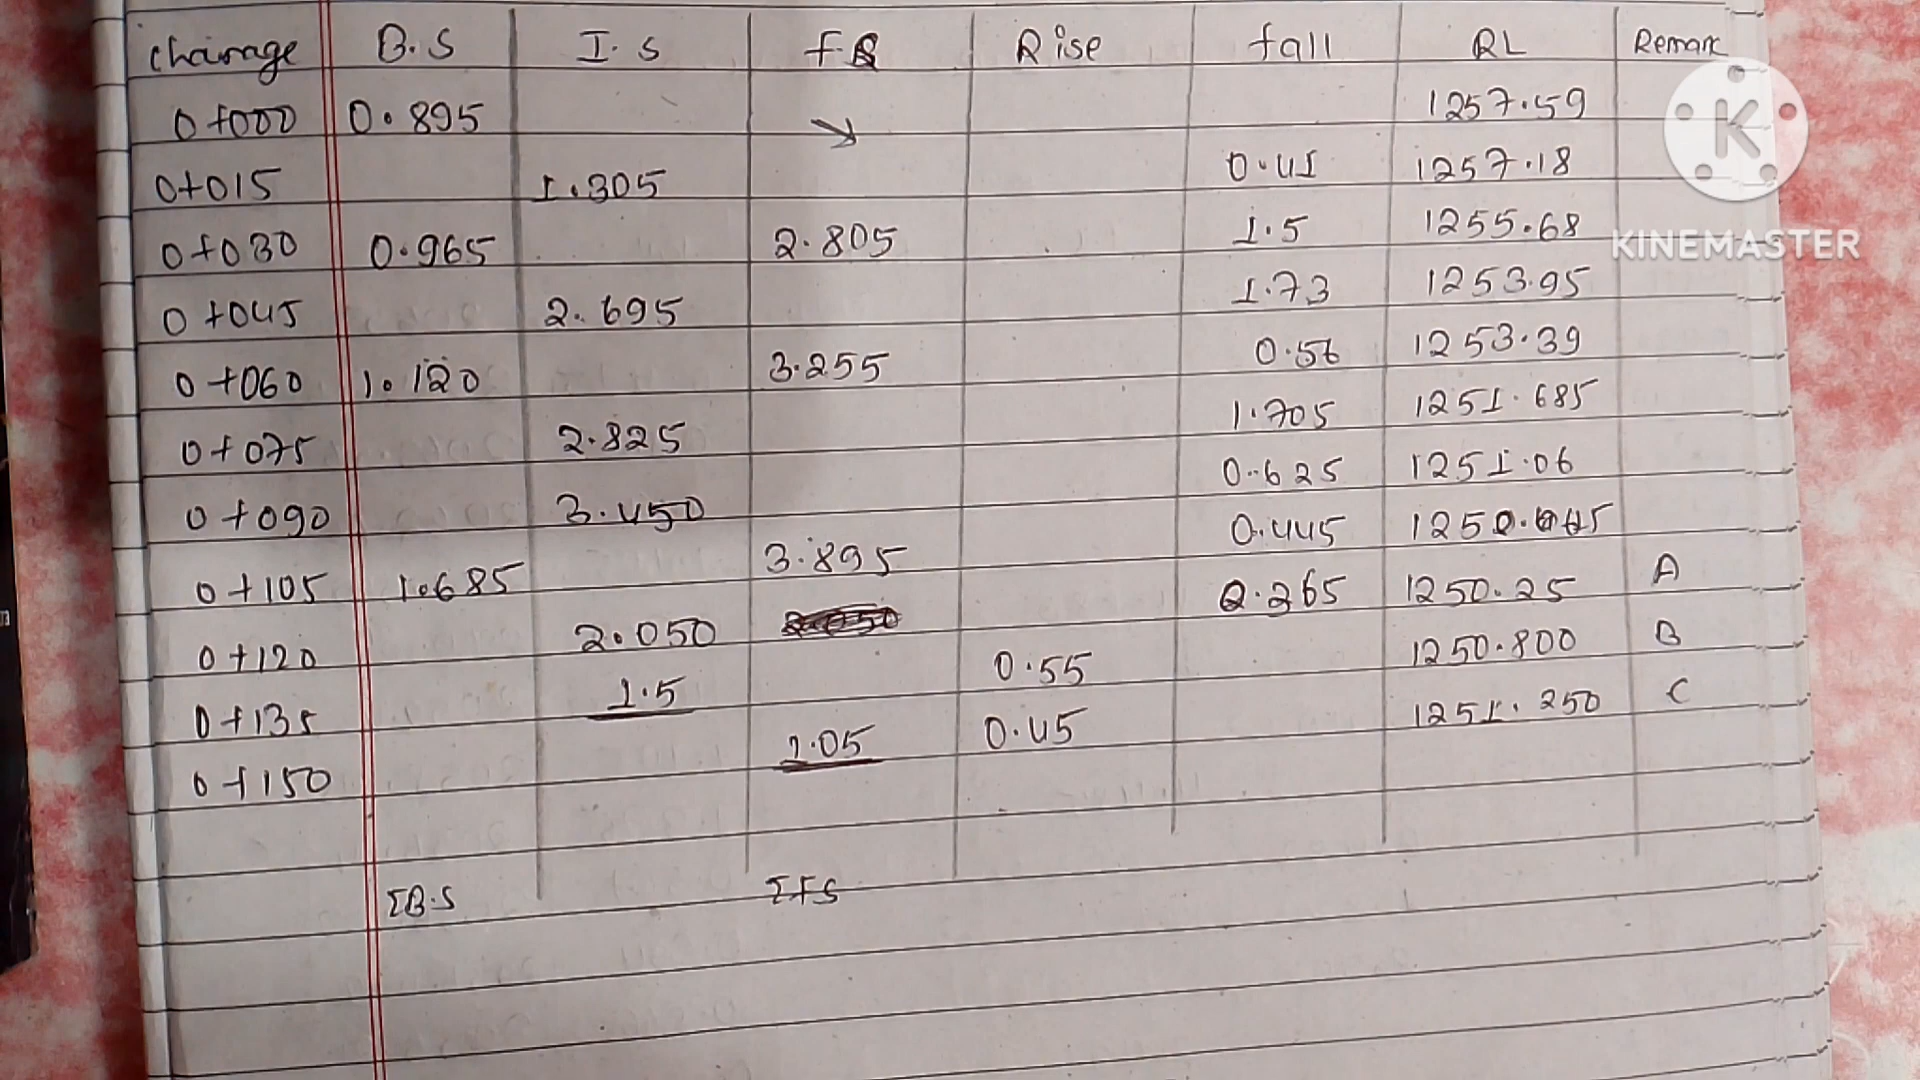 Chainage B.S I.S F.S Rise fall RL Remark
0+000 0.895 1257.59
0+015 1.305 0.41 1257.18
0+030 0.965 2.805 1.5 1255.68
0+045 2.695 1.73 1253.95
0+060 1.120 3.255 0.56 1253.39
0+075 2.825 1.705 1251.685
0+090 3.450 0.625 1251.06
0+105 1.685 3.895 0.445
0+120 2.050 1250.25 A
0+135 1.5 0.55 1250.800 B
0+150 1.05 0.45 1251.250 C
ΣB.S ΣFS
K
KINEMASTER